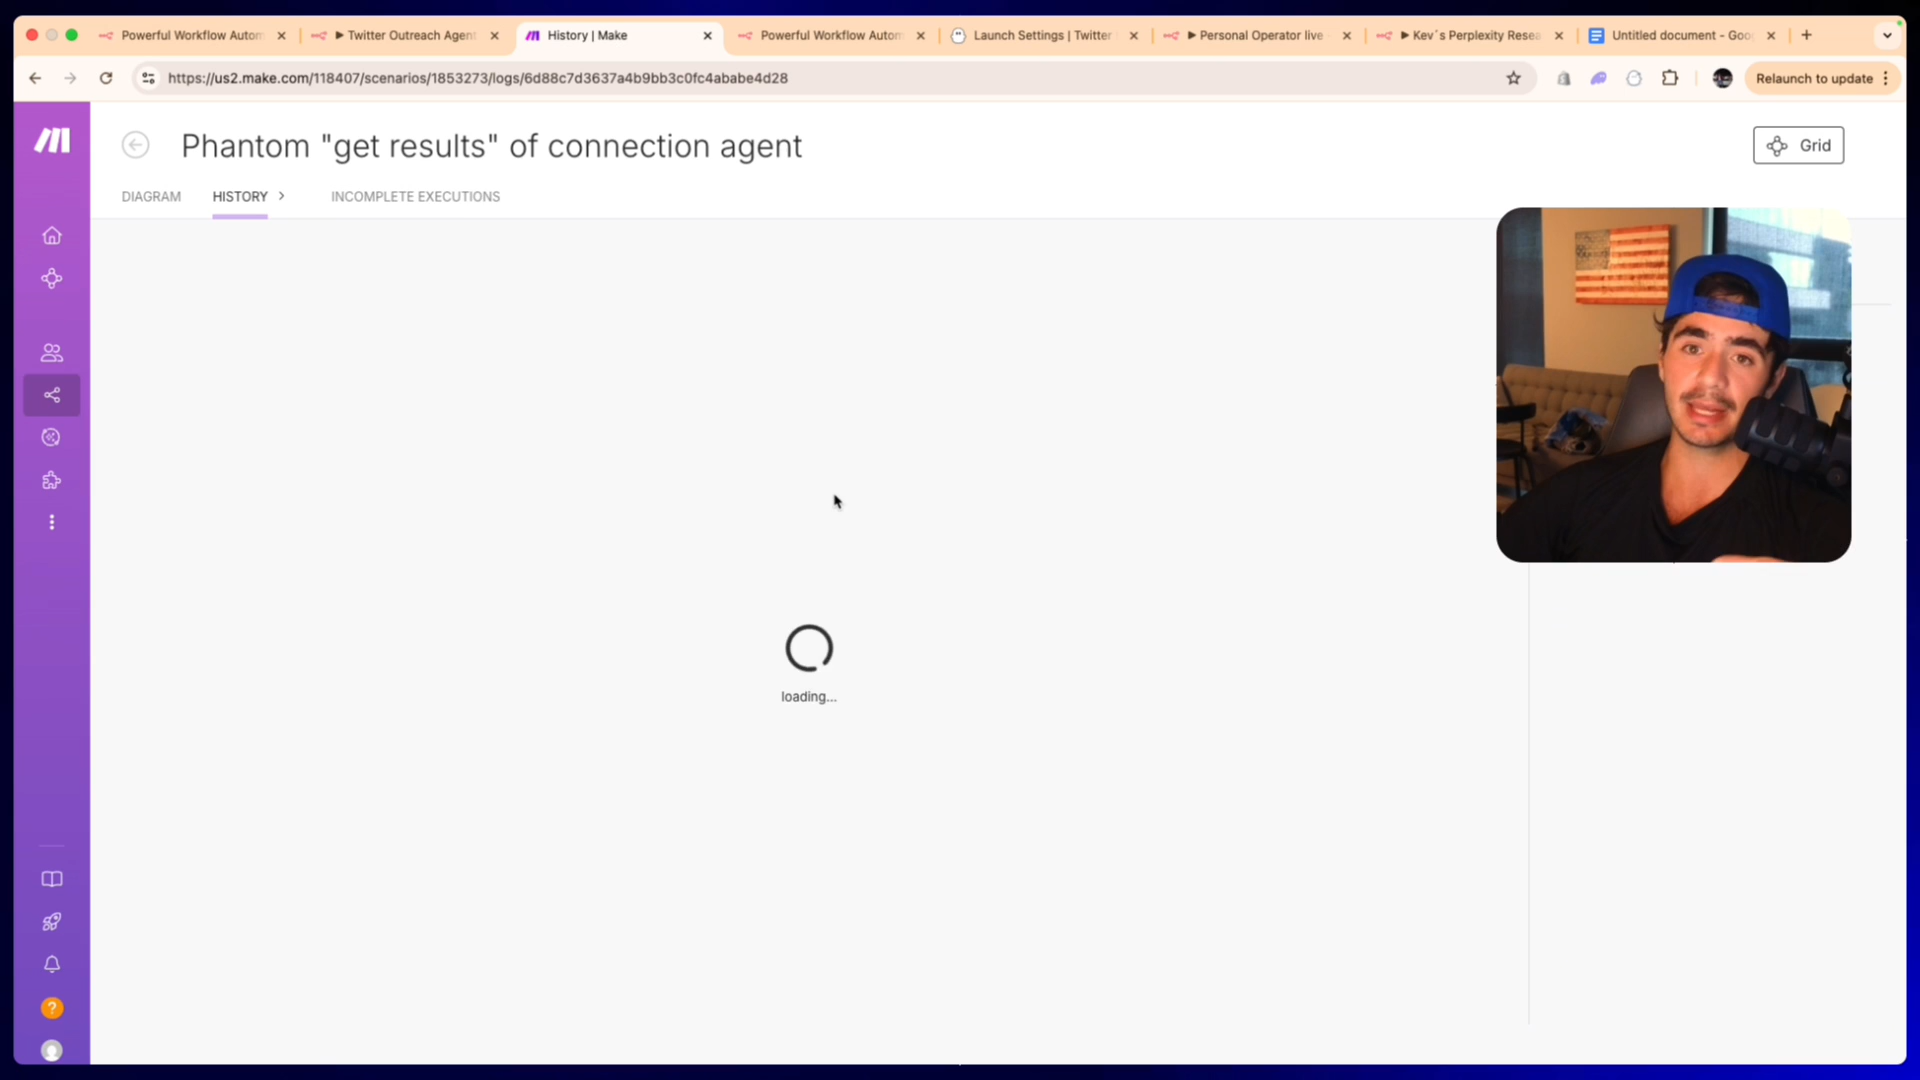 Powerful Workflow Autom
Twitter Outreach Agen
History | Make
Powerful Workflow Autom
Launch Settings | Twitter
Personal Operator live
Kev´s Perplexity Resea
Untitled document - Goo
https://us2.make.com/118407/scenarios/1853273/logs/6d88c7d3637a4b9bb3c0fc4ababe4d28
Relaunch to update
Phantom "get results" of connection agent
Grid
DIAGRAM
HISTORY
INCOMPLETE EXECUTIONS
loading...
?